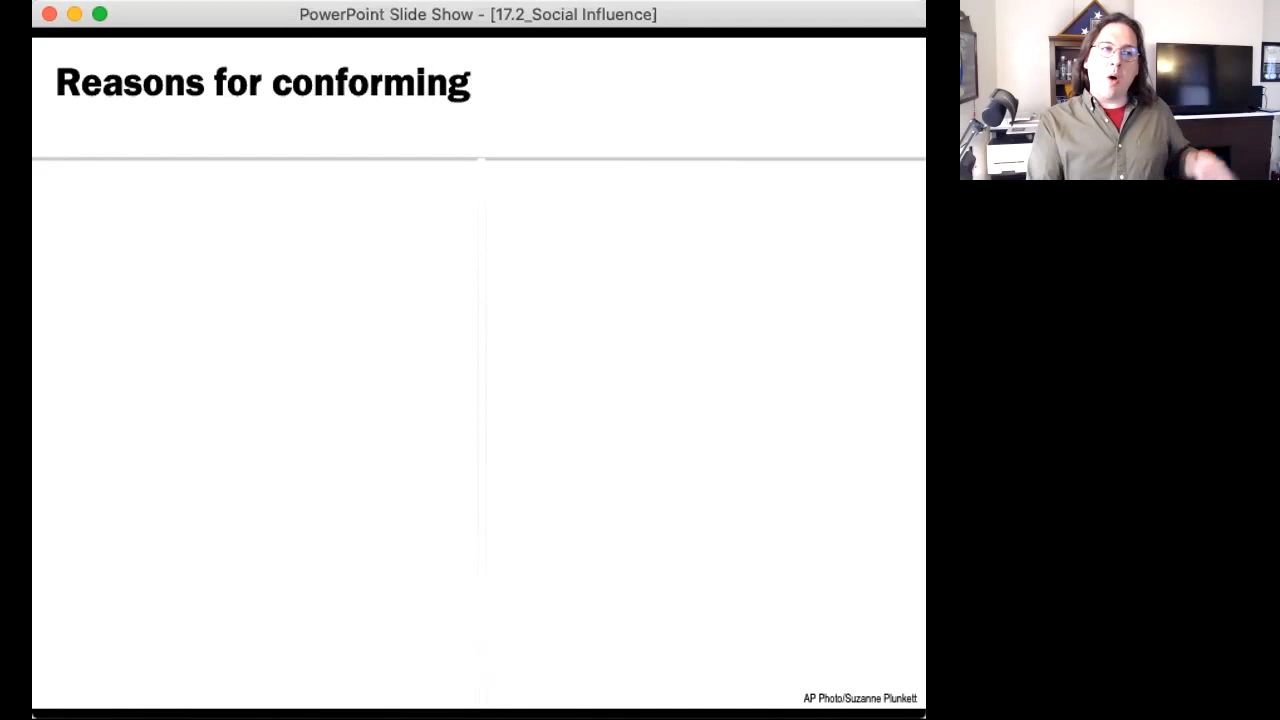 PowerPoint Slide Show - [17.2_Social Influence]
Reasons for conforming
AP Photo/Suzanne Plunkett